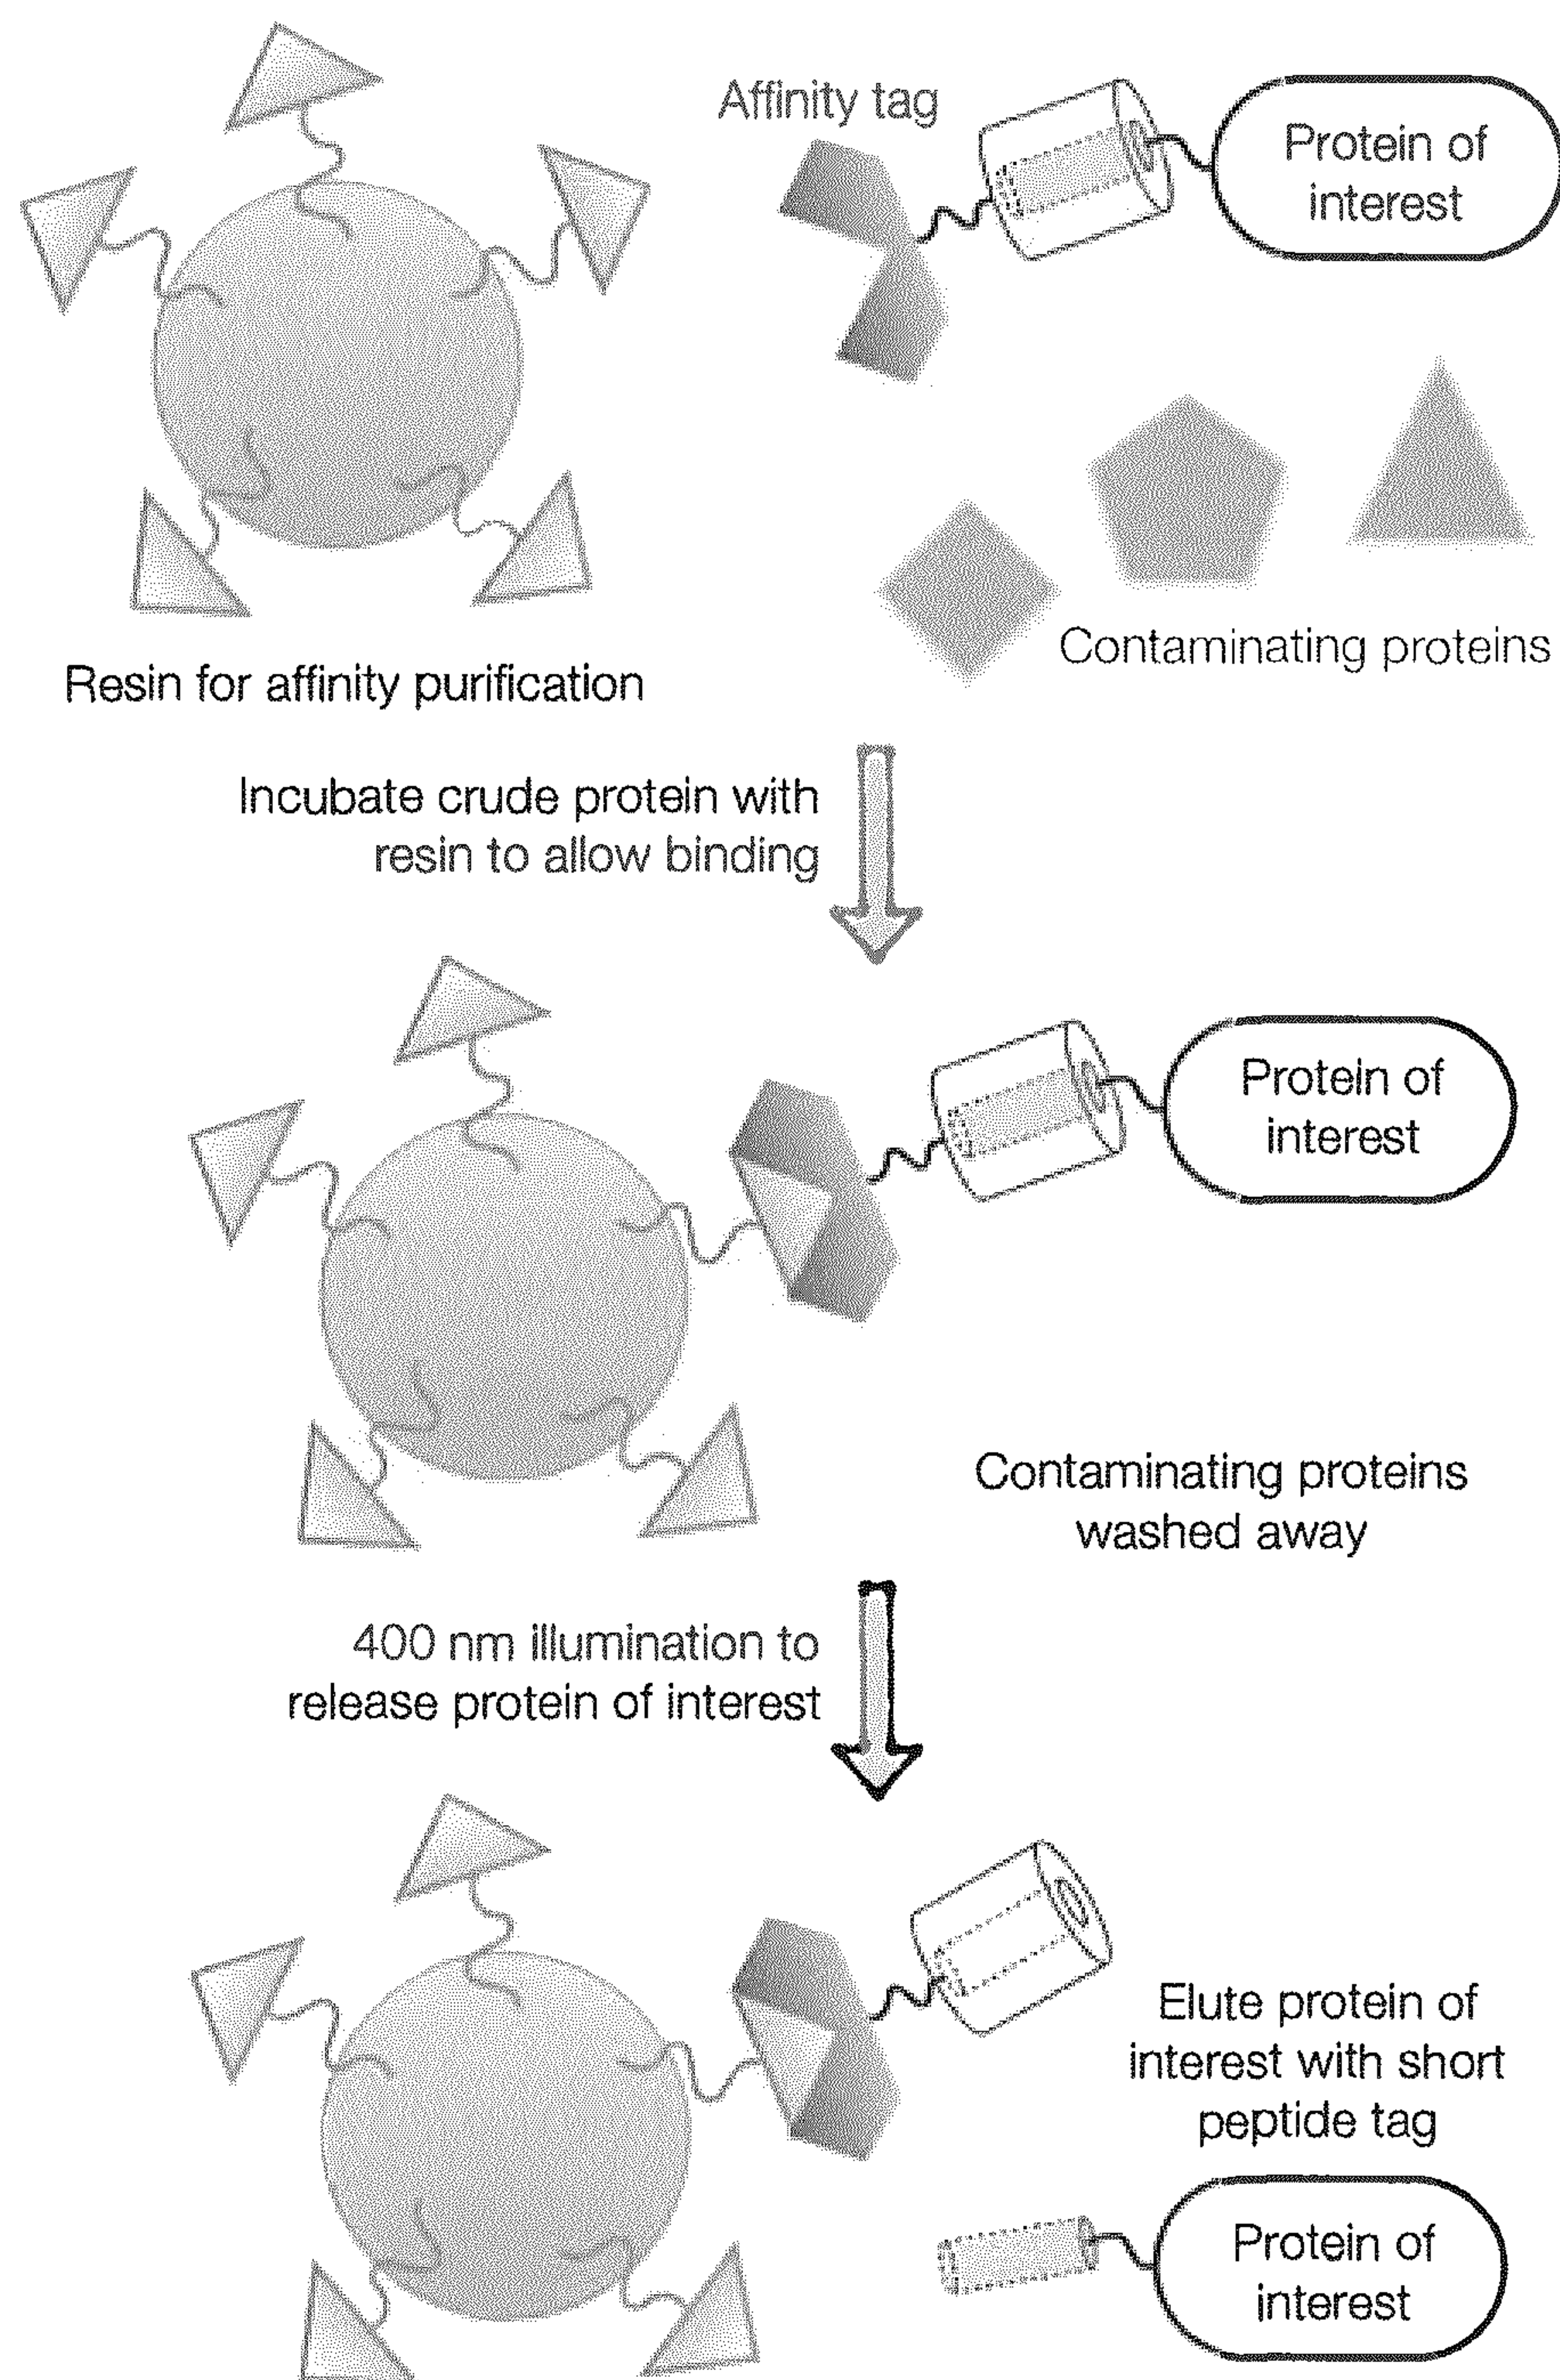 Affinity tag
Protein of
interest
Contaminating proteins
Resin for affinity purification
Incubate crude protein with
resin to allow binding
Protein of
interest
Contaminating proteins
washed away
400 nm illumination to
release protein of interest
Elute protein of
interest with short
peptide tag
Protein of
interest